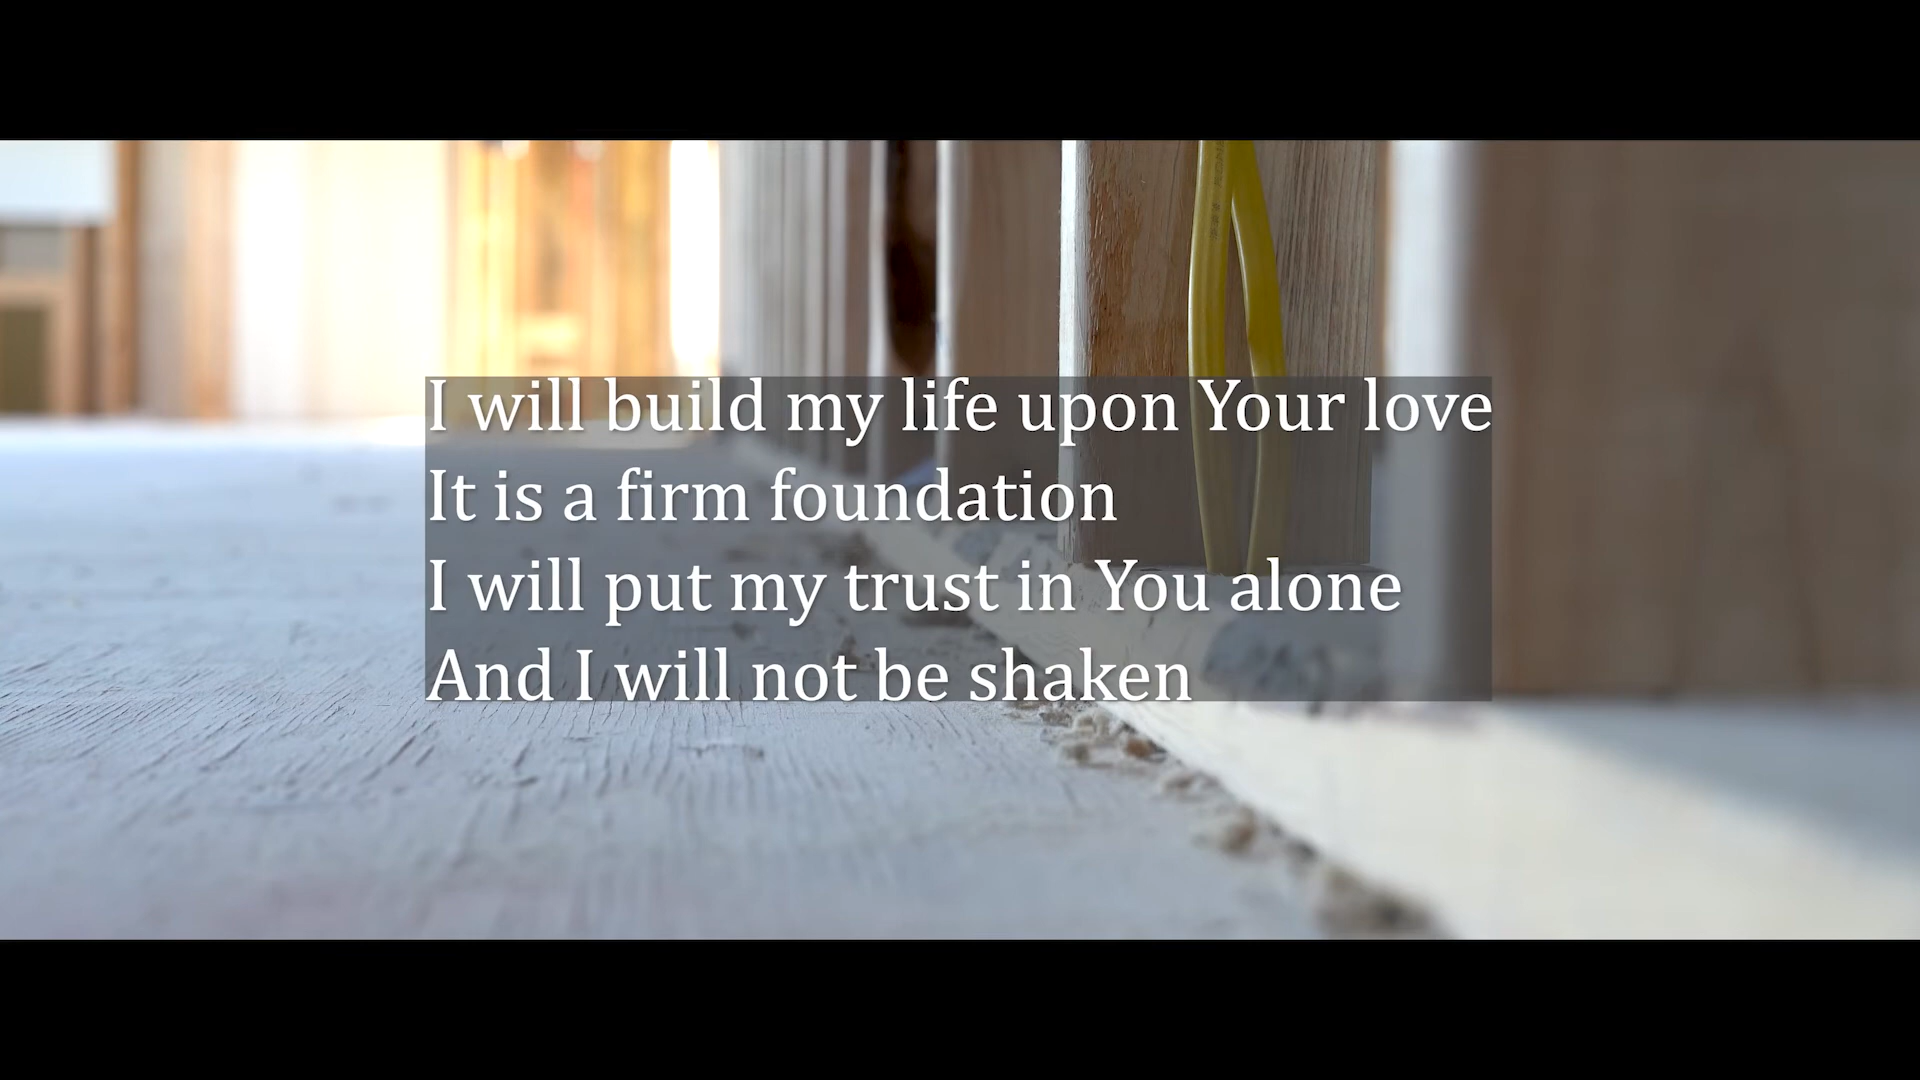 I will build my life upon Your love
It is a firm foundation
I will put my trust in You alone
And I will not be shaken